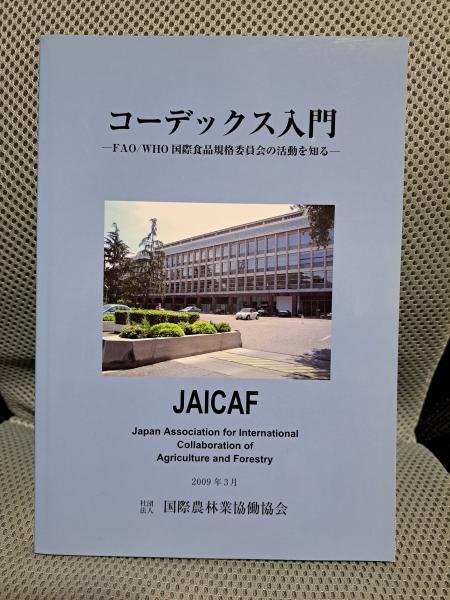 コーデックス入門
—FAO/WHO 国際食品規格委員会の活動を知る—
JAICAF
Japan Association for International
Collaboration of
Agriculture and Forestry
2009 年 3 月
社団法人 国際農林業協働協会